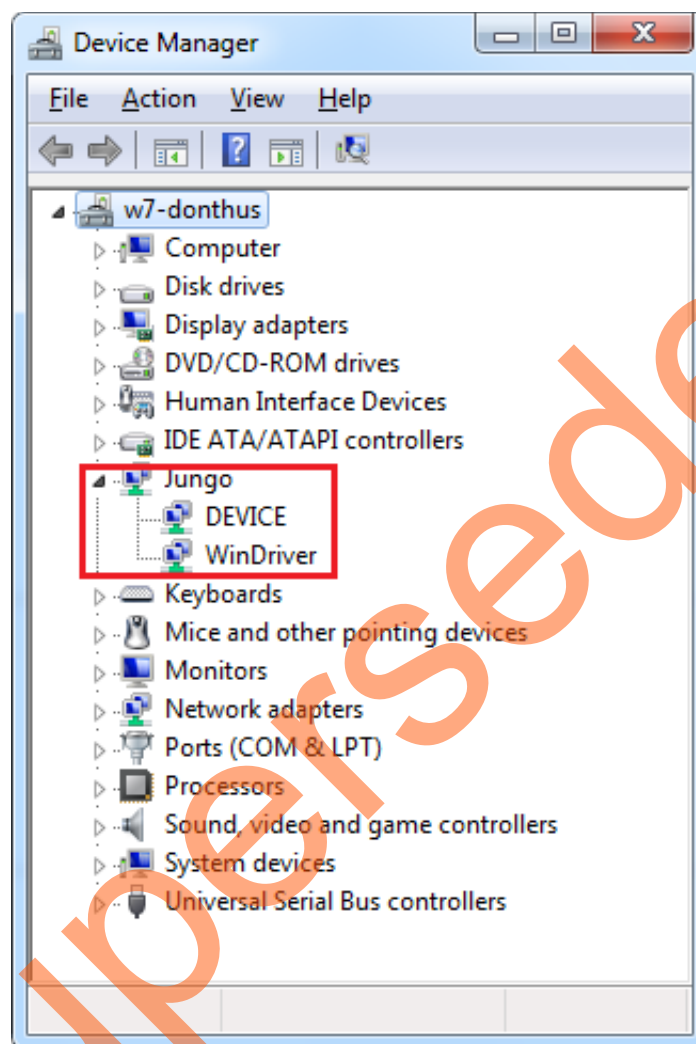 Device Manager
File Action View Help
w7-donthus
Computer
Disk drives
Display adapters
DVD/CD-ROM drives
Human Interface Devices
IDE ATA/ATAPI controllers
Jungo
DEVICE
WinDriver
Keyboards
Mice and other pointing devices
Monitors
Network adapters
Ports (COM & LPT)
Processors
Sound, video and game controllers
System devices
Universal Serial Bus controllers